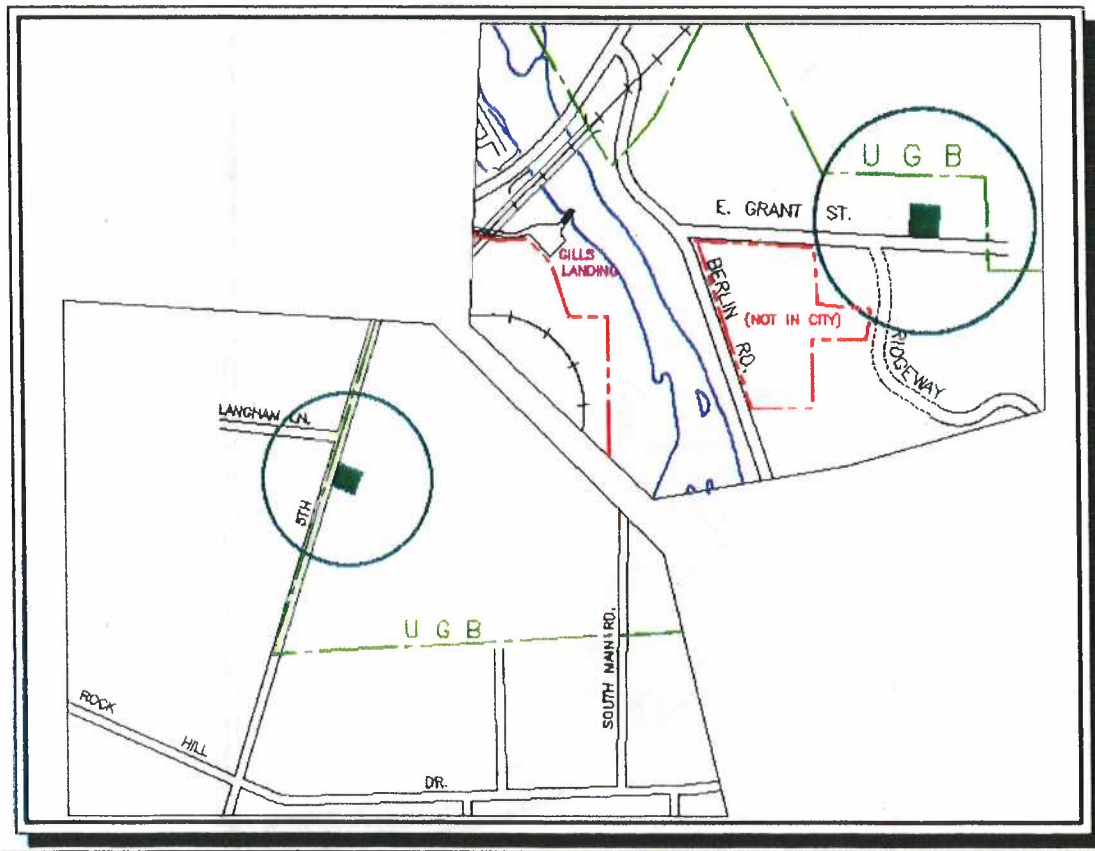 U G B
E. GRANT ST.
GILLS
LANDING
BERLIN RD.
(NOT IN CITY)
RIDGEWAY
LANGHAM LN.
5TH
U G B
SOUTH MAIN RD.
ROCK HILL DR.